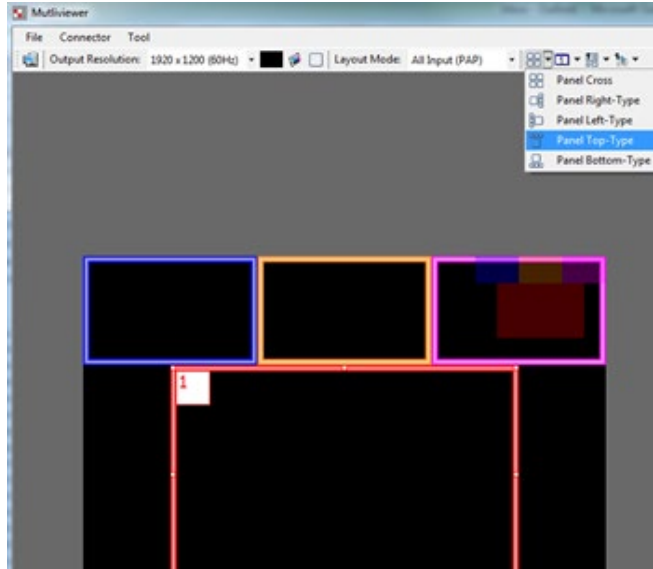 Mutliviewer
File Connector Tool
Output Resolution: 1920 x 1200 (60Hz) Layout Mode: All Input (PAP)
Panel Cross
Panel Right-Type
Panel Left-Type
Panel Top-Type
Panel Bottom-Type
1